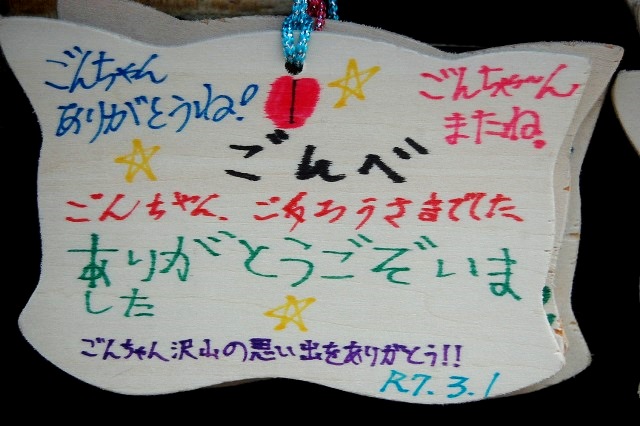 ごんちゃん
ありがとうね!
ごんちゃ〜ん
またね。
ごんべ
ごんちゃん、ご苦ろうさまでした
ありがとうございま
した
ごんちゃん沢山の思い出をありがとう!!
R7.3.1